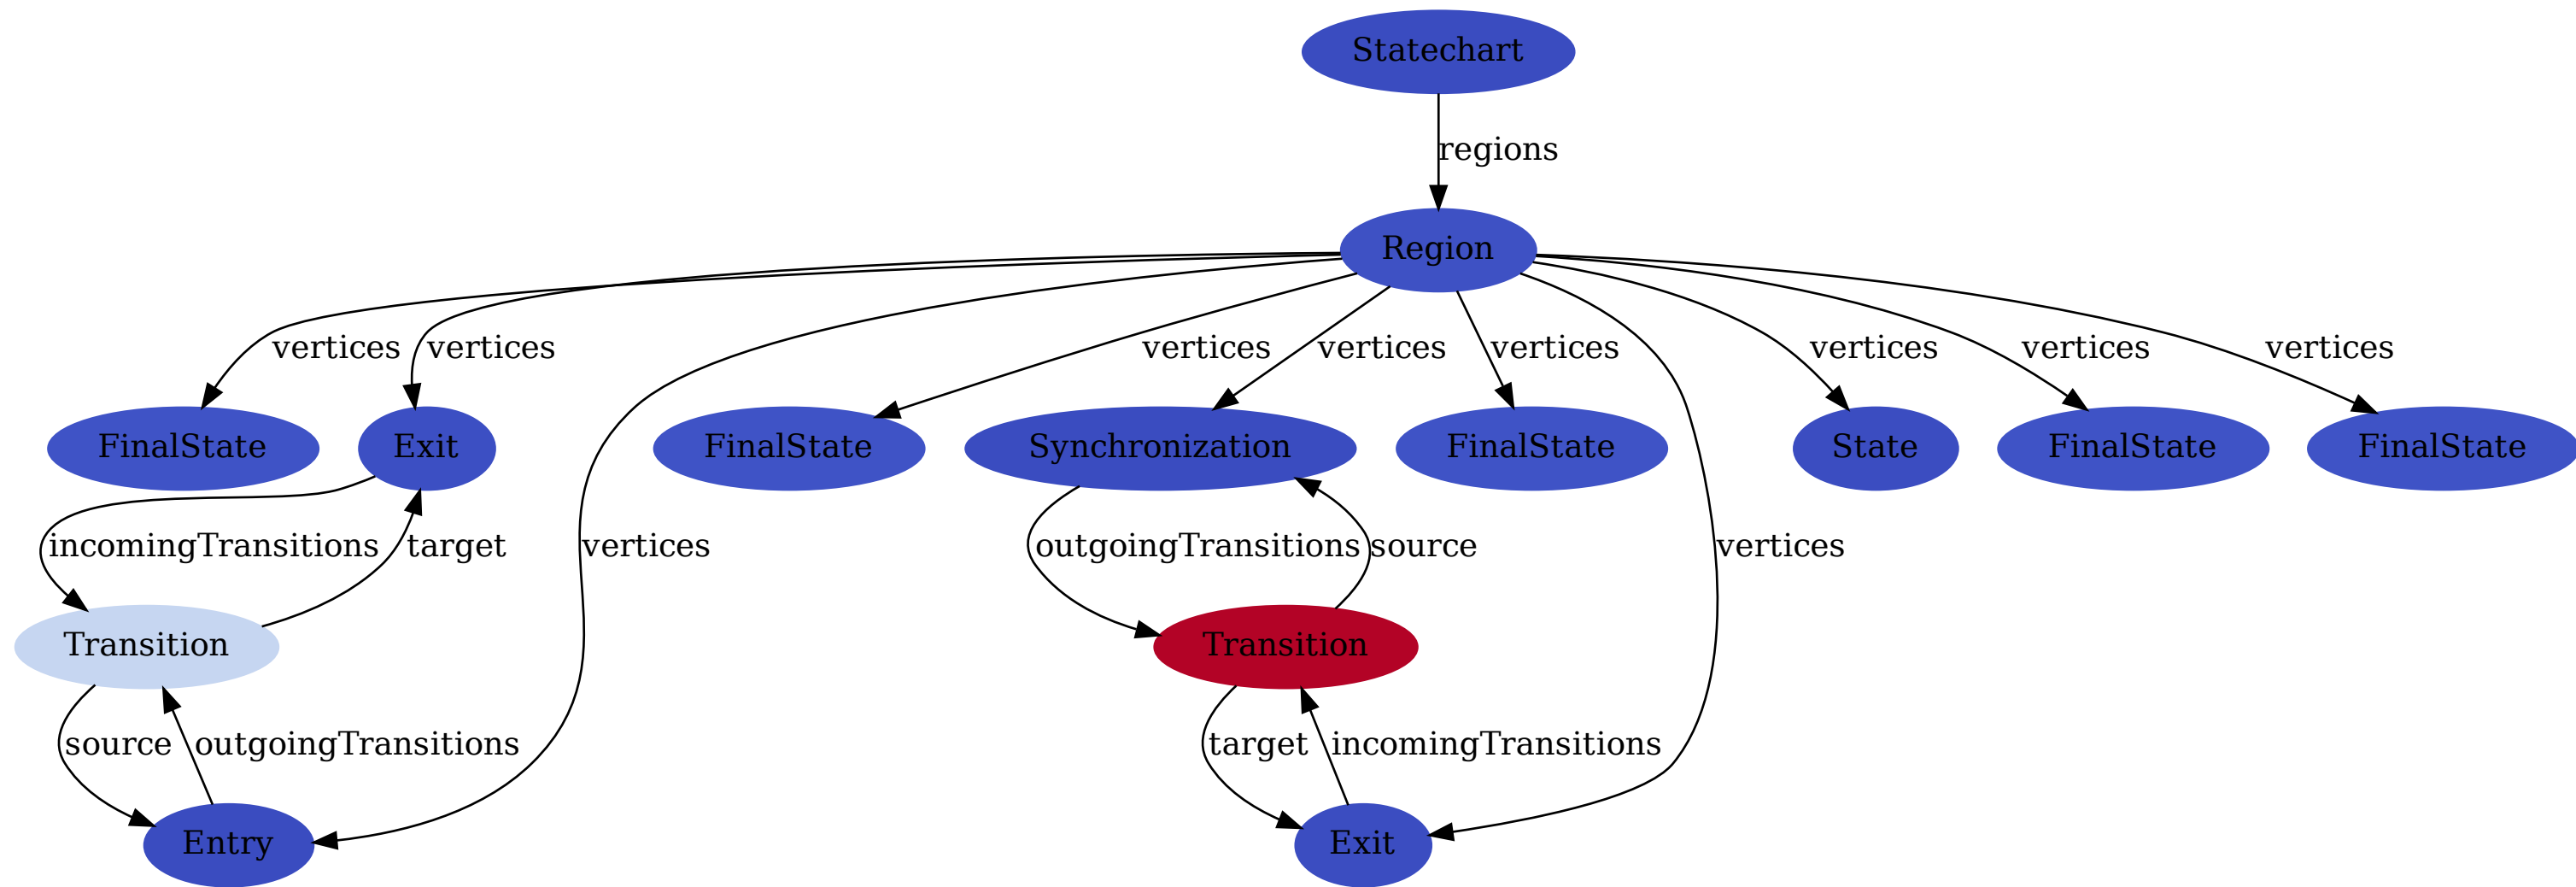 Statechart
regions
Region
vertices
vertices
vertices
vertices
vertices
vertices
vertices
vertices
FinalState
Exit
FinalState
Synchronization
FinalState
State
FinalState
FinalState
incomingTransitions
target
vertices
outgoingTransitions
source
vertices
Transition
Transition
source
outgoingTransitions
target
incomingTransitions
Entry
Exit